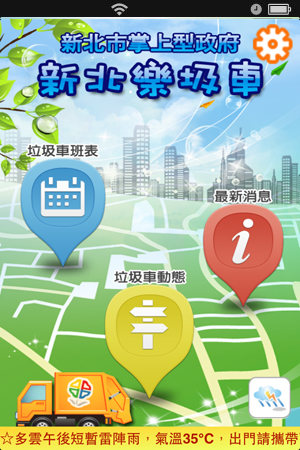 新北市掌上型政府
新北樂圾車
垃圾車班表
最新消息
垃圾車動態
☆多雲午後短暫雷陣雨，氣溫35°C，出門請攜帶